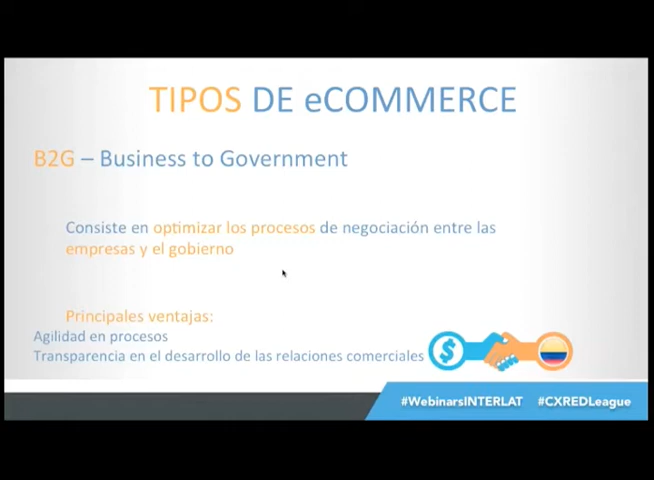 TIPOS DE eCOMMERCE
B2G – Business to Government
Consiste en optimizar los procesos de negociación entre las
empresas y el gobierno
Principales ventajas:
Agilidad en procesos
Transparencia en el desarrollo de las relaciones comerciales
$
#WebinarsINTERLAT #CXREDLeague